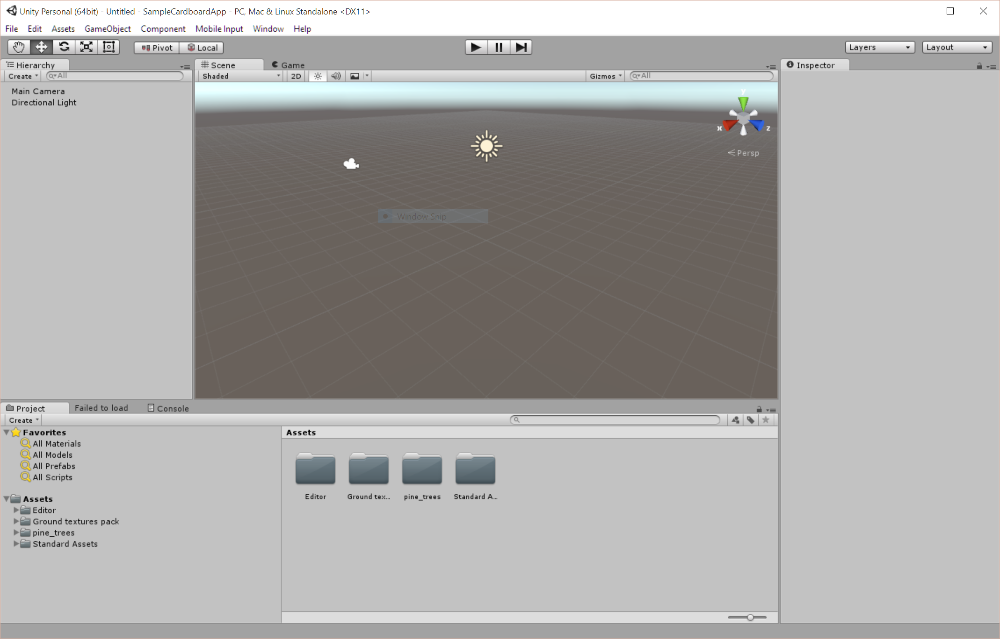 Unity Personal (64bit) - Untitled - SampleCardboardApp - PC, Mac & Linux Standalone <DX11>
File Edit Assets GameObject Component Mobile Input Window Help
Pivot Local Layers Layout
Hierarchy
Create All
Main Camera
Directional Light
Scene Game
Shaded 2D Gizmos All
y
x z
Persp
Window Snip
Inspector
Project Failed to load Console
Create
Favorites
All Materials
All Models
All Prefabs
All Scripts
Assets
Editor
Ground textures pack
pine_trees
Standard Assets
Assets
Editor Ground tex... pine_trees Standard A...